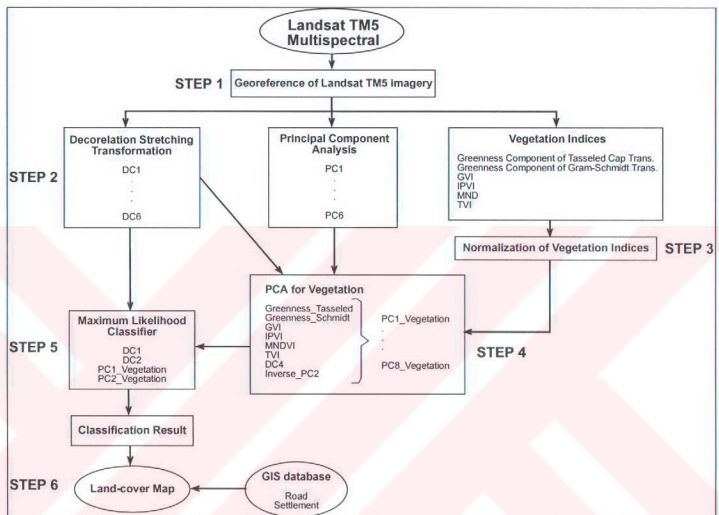 Landsat TM5
Multispectral
STEP 1
Georeference of Landsat TM5 imagery
STEP 2
Decorelation Stretching
Transformation
DC1
.
.
.
.
DC6
Principal Component
Analysis
PC1
.
.
.
.
PC6
Vegetation Indices
Greenness Component of Tasseled Cap Trans.
Greenness Component of Gram-Schmidt Trans.
GVI
IPVI
MND
TVI
Normalization of Vegetation Indices
STEP 3
PCA for Vegetation
Greenness_Tasseled
Greenness_Schmidt
GVI
IPVI
MNDVI
TVI
DC4
Inverse_PC2
PC1_Vegetation
.
.
.
PC8_Vegetation
STEP 4
STEP 5
Maximum Likelihood
Classifier
DC1
DC2
PC1_Vegetation
PC2_Vegetation
Classification Result
STEP 6
Land-cover Map
GIS database
Road
Settlement